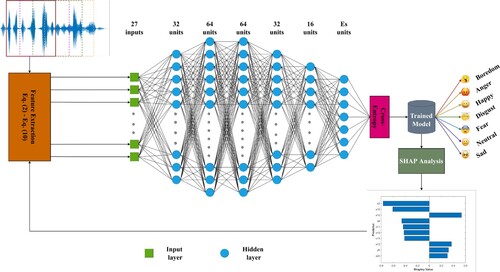 27
inputs
32
units
64
units
64
units
32
units
16
units
Es
units
Feature Extraction
Eq. (2) - Eq. (10)
Cross
Entropy
Trained
Model
Boredom
Anger
Happy
Disgust
Fear
Neutral
Sad
SHAP Analysis
Input
layer
Hidden
layer